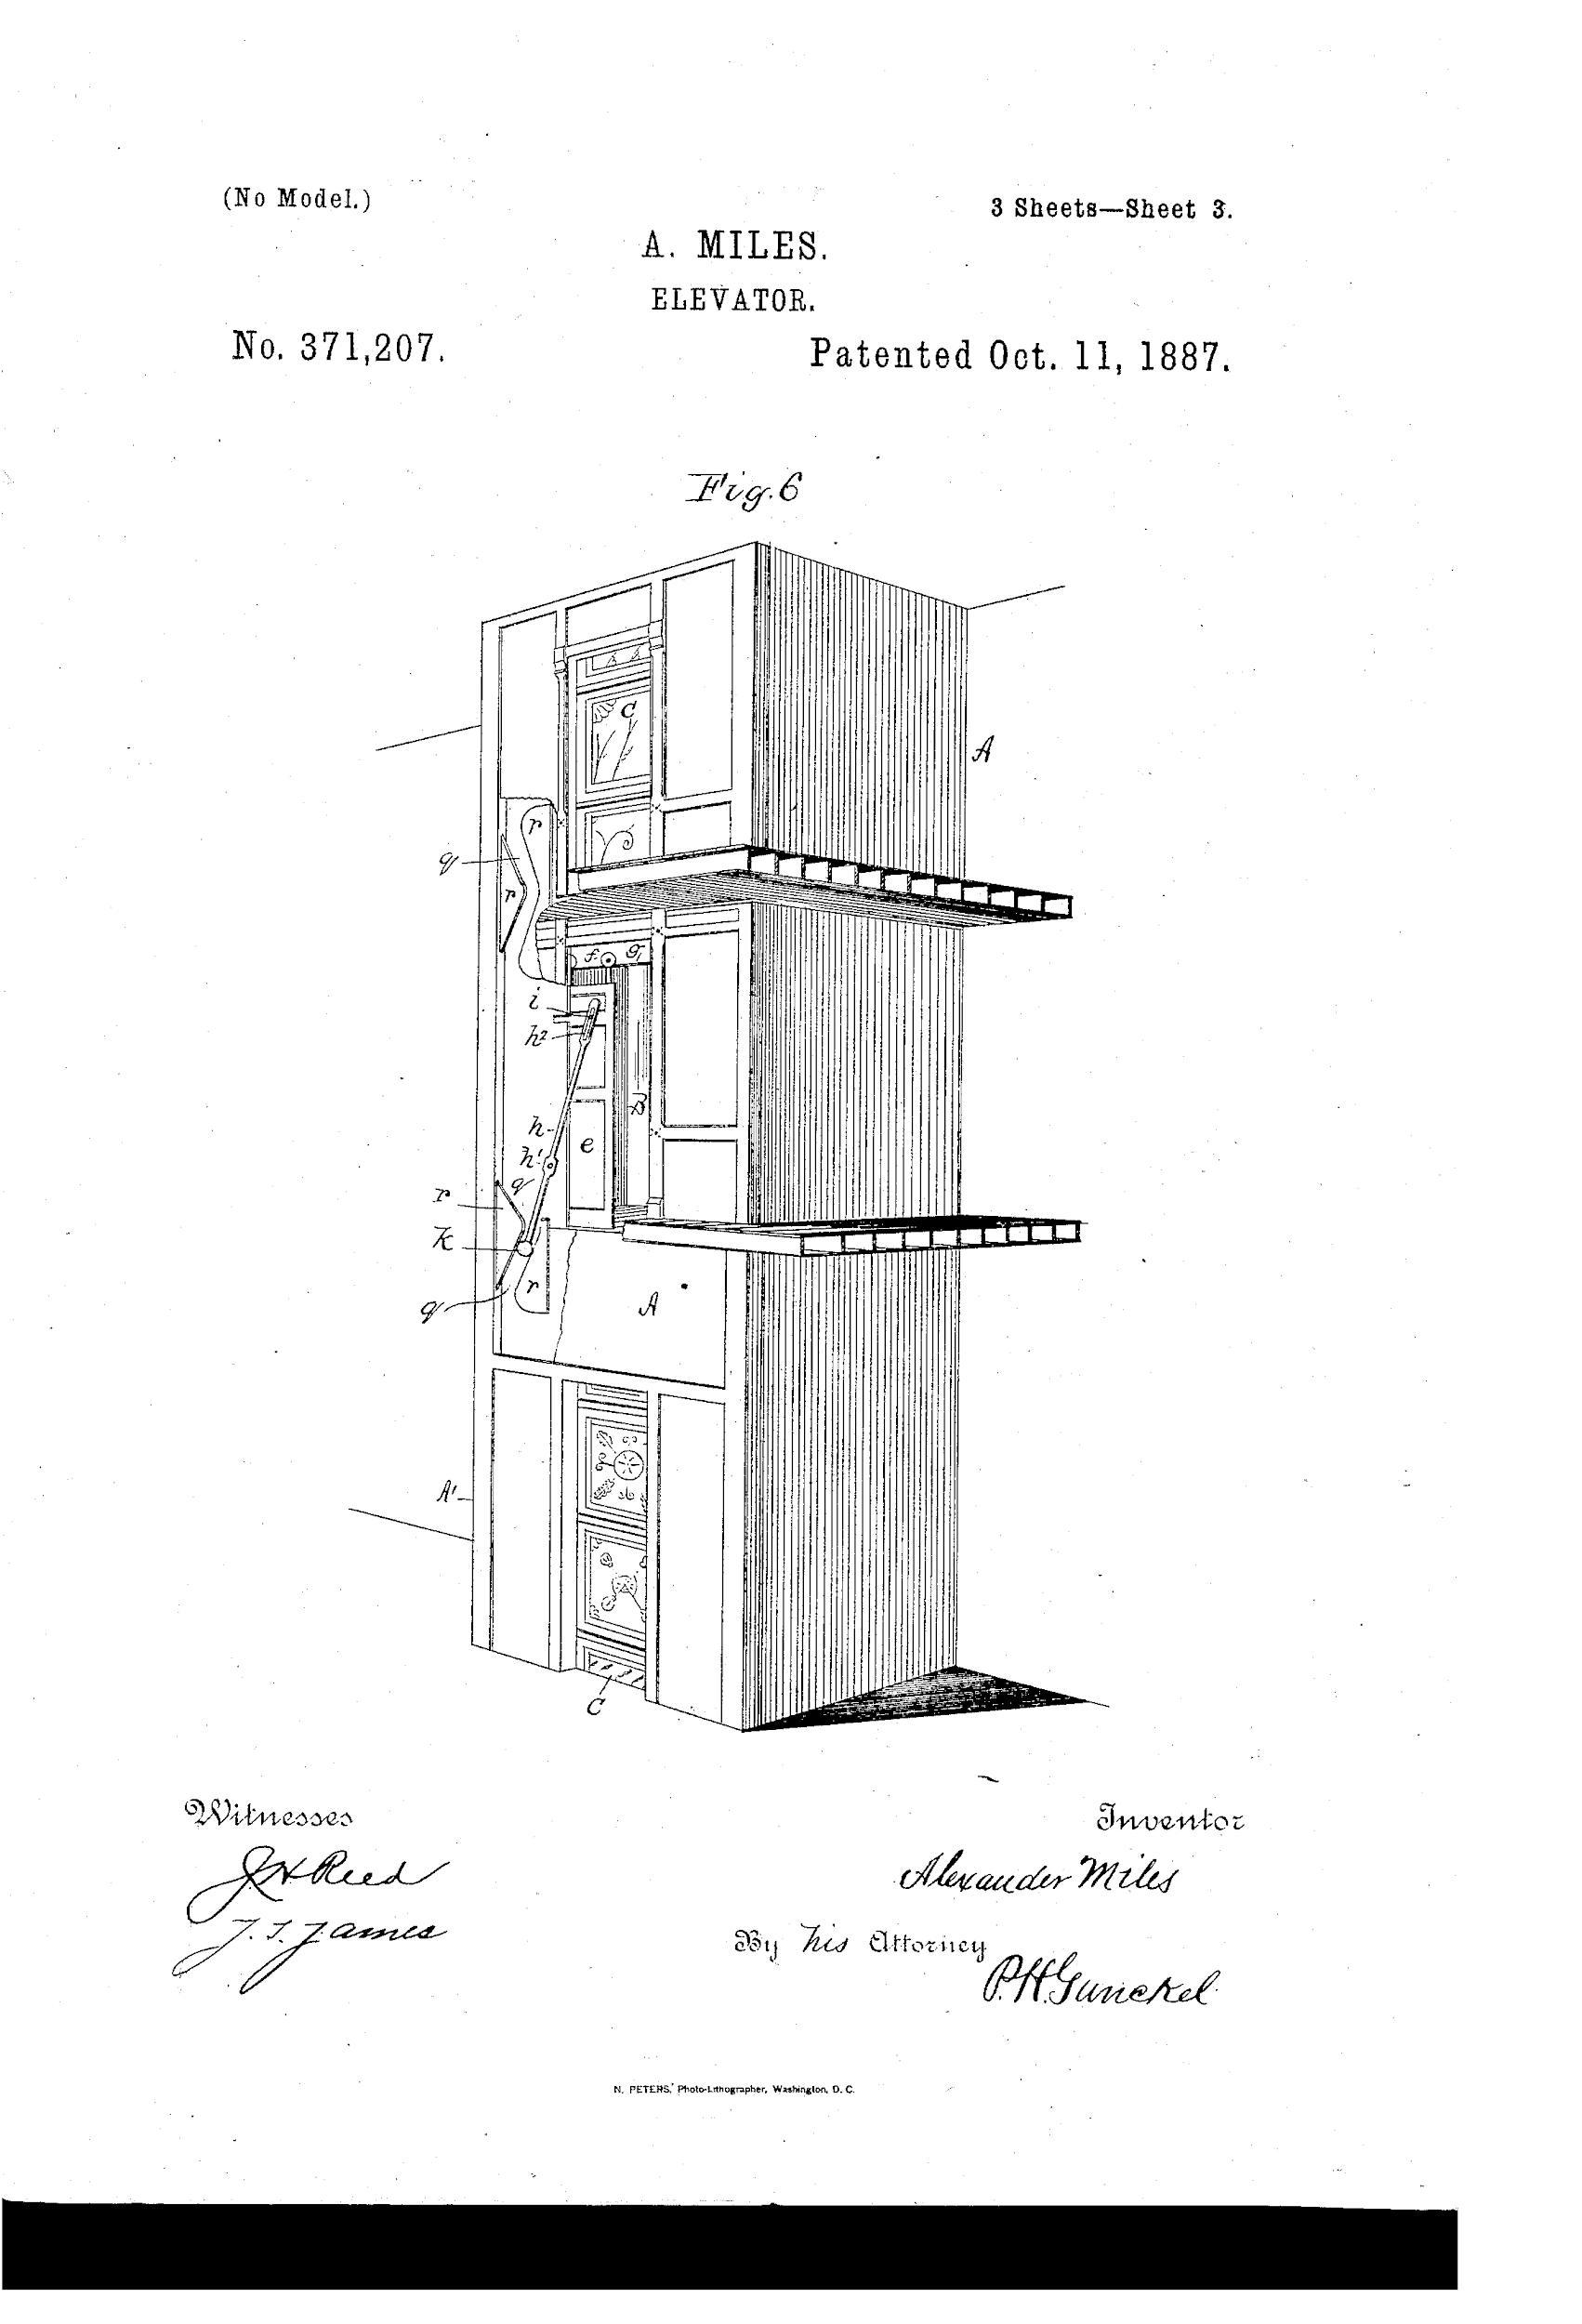 (No Model.)
3 Sheets—Sheet 3.
A. MILES.
ELEVATOR.
No. 371,207.
Patented Oct. 11, 1887.
Fig. 6
C
A
r
q
r
f
g
i
h²
B
h
e
h'
q
r
k
r
q
A
A'
C
Witnesses
J H Reed
J. T. James
Inventor
Alexander Miles
By his Attorney
P. H. Gunckel
N. PETERS, Photo-Lithographer, Washington, D. C.